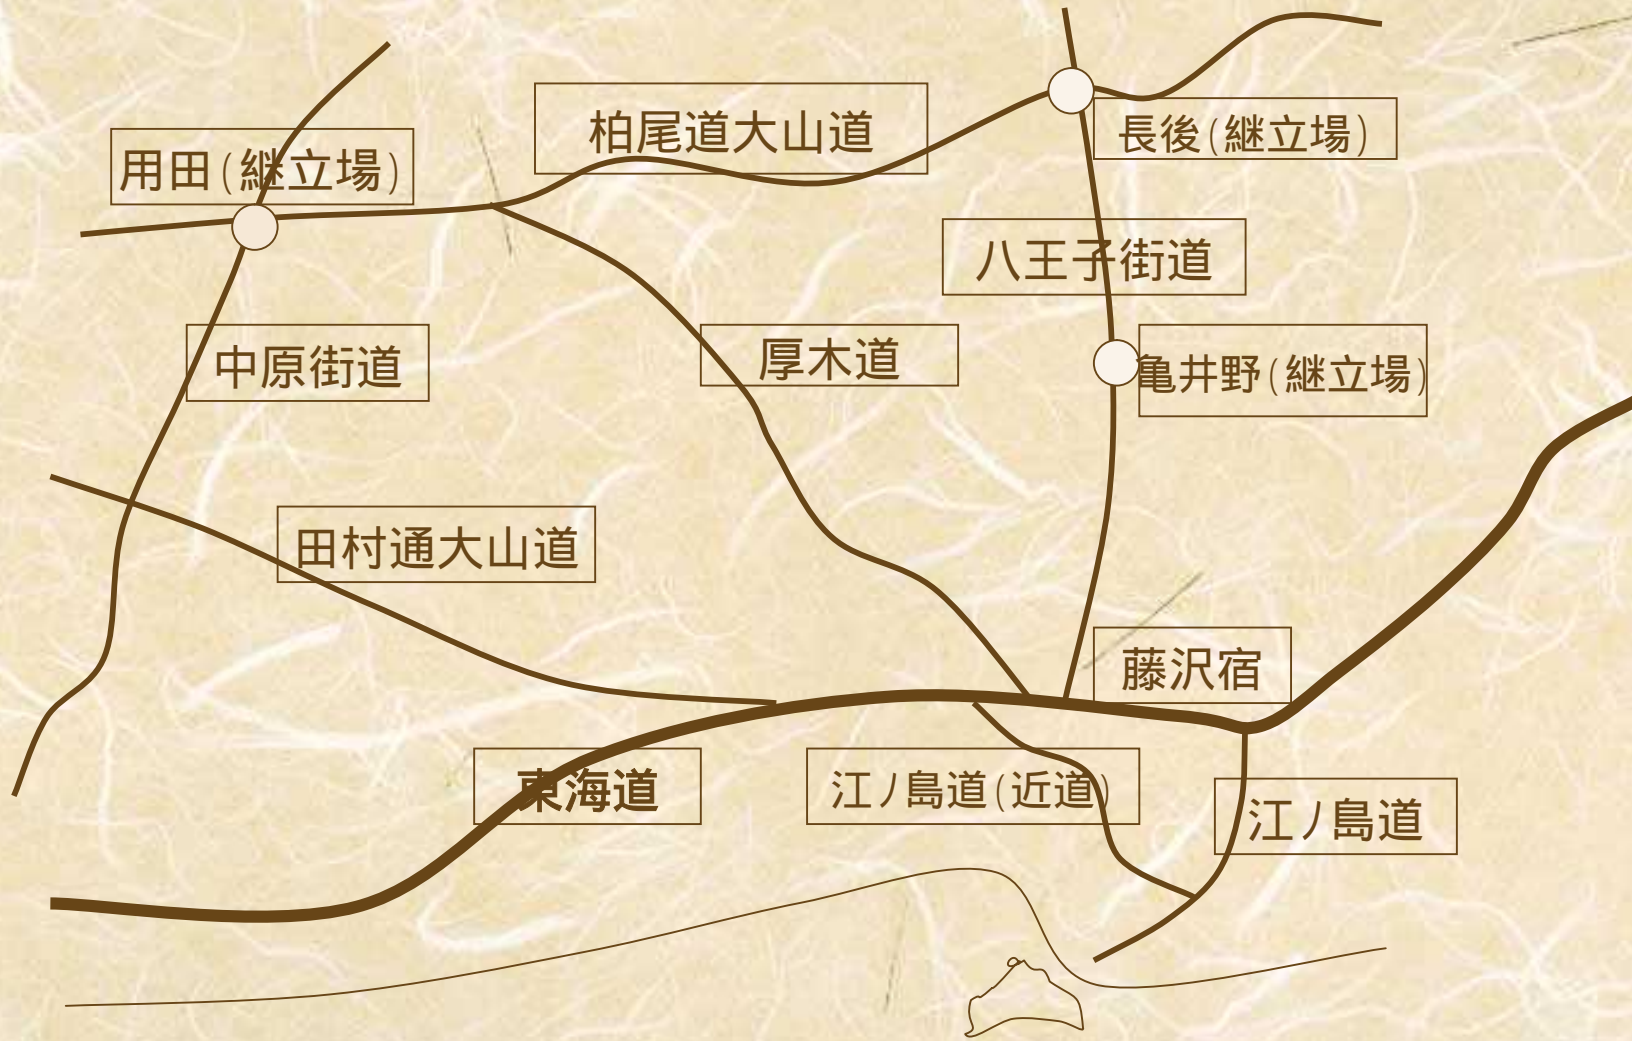 柏尾道大山道
長後(継立場)
用田(継立場)
八王子街道
中原街道
厚木道
亀井野(継立場)
田村通大山道
藤沢宿
東海道
江ノ島道(近道)
江ノ島道